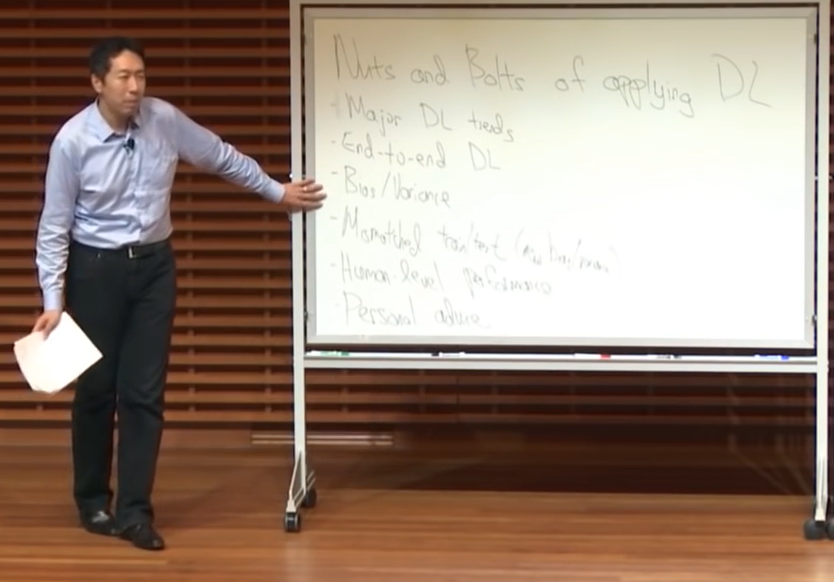 Nuts and Bolts of applying DL
- Major DL trends
- End-to-end DL
- Bias/Variance
- Mismatched train/test (
- Human-level performance
- Personal advice